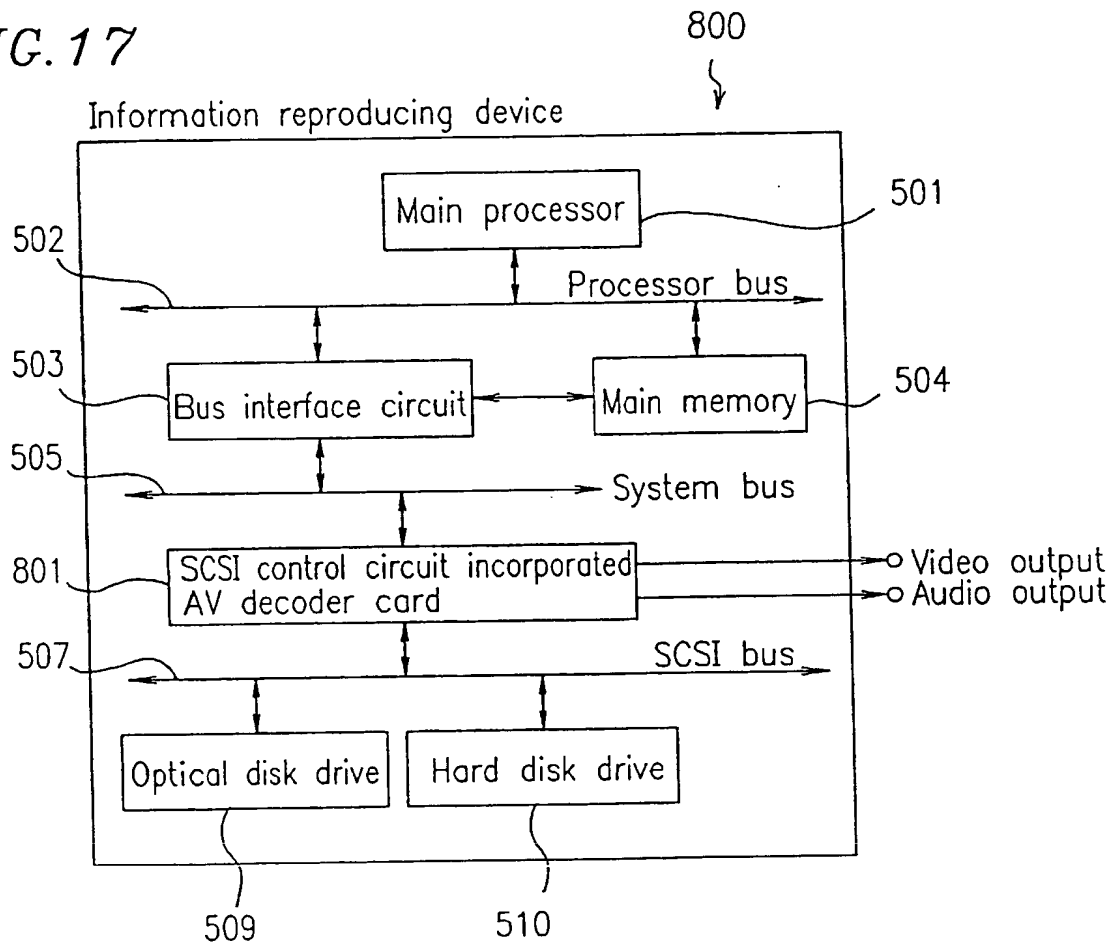 IG.17
800
Information reproducing device
Main processor
501
502
Processor bus
503
Bus interface circuit
Main memory
504
505
System bus
801
SCSI control circuit incorporated
AV decoder card
Video output
Audio output
507
SCSI bus
Optical disk drive
Hard disk drive
509
510